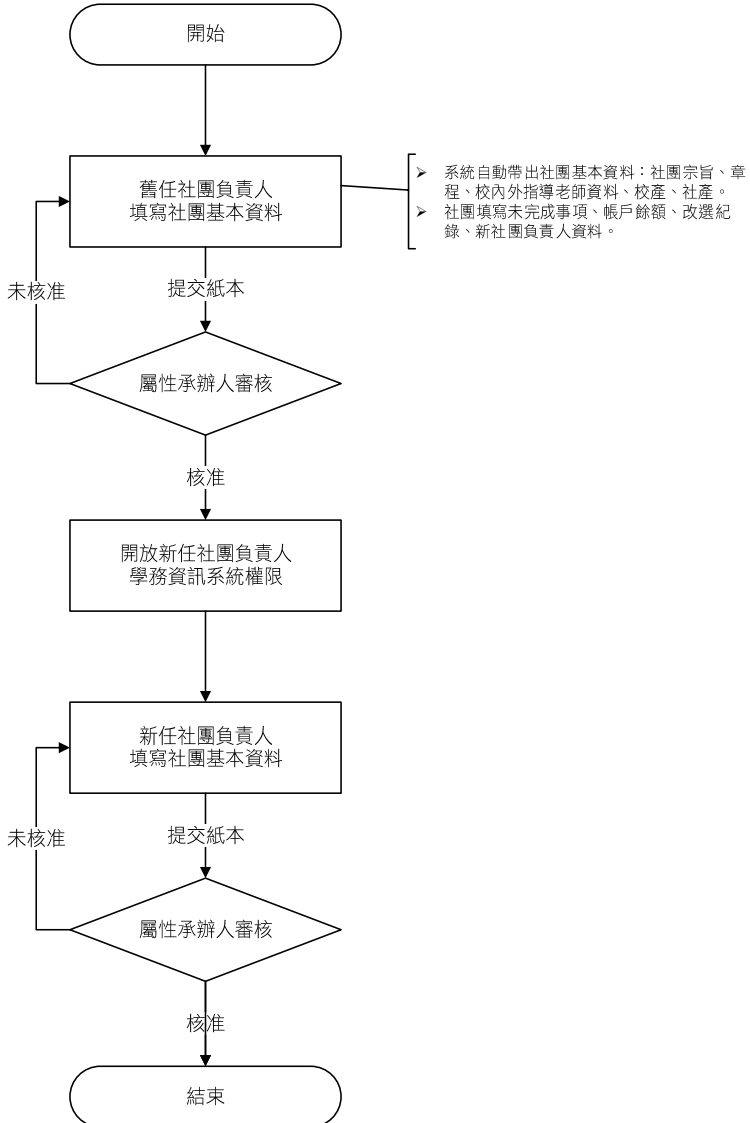 開始
舊任社團負責人
填寫社團基本資料
系統自動帶出社團基本資料：社團宗旨、章
程、校內外指導老師資料、校產、社產。
社團填寫未完成事項、帳戶餘額、改選紀
錄、新社團負責人資料。
未核准
提交紙本
屬性承辦人審核
核准
開放新任社團負責人
學務資訊系統權限
新任社團負責人
填寫社團基本資料
未核准
提交紙本
屬性承辦人審核
核准
結束